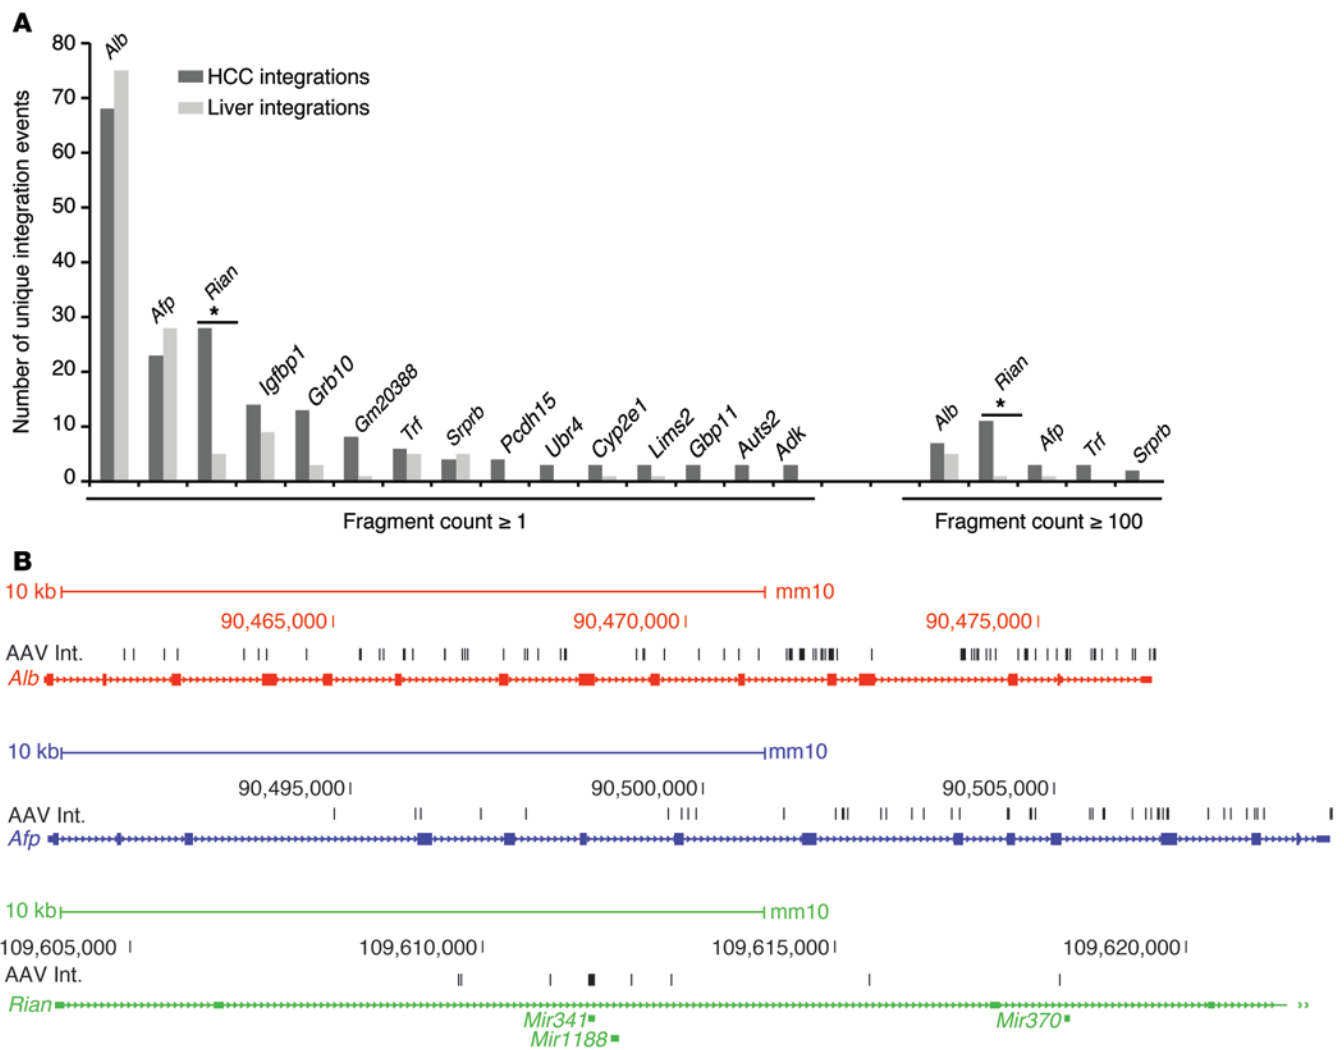 A
Number of unique integration events
80
70
60
50
40
30
20
10
0
HCC integrations
Liver integrations
Alb
Afp
Rian
*
Igfbp1
Grb10
Gm20388
Trf
Srprb
Pcdh15
Ubr4
Cyp2e1
Lims2
Gbp11
Auts2
Adk
Alb
Rian
*
Afp
Trf
Srprb
Fragment count ≥ 1
Fragment count ≥ 100
B
10 kb mm10
90,465,000 90,470,000 90,475,000
AAV Int.
Alb
10 kb mm10
90,495,000 90,500,000 90,505,000
AAV Int.
Afp
10 kb mm10
109,605,000 109,610,000 109,615,000 109,620,000
AAV Int.
Rian
Mir341 Mir370
Mir1188